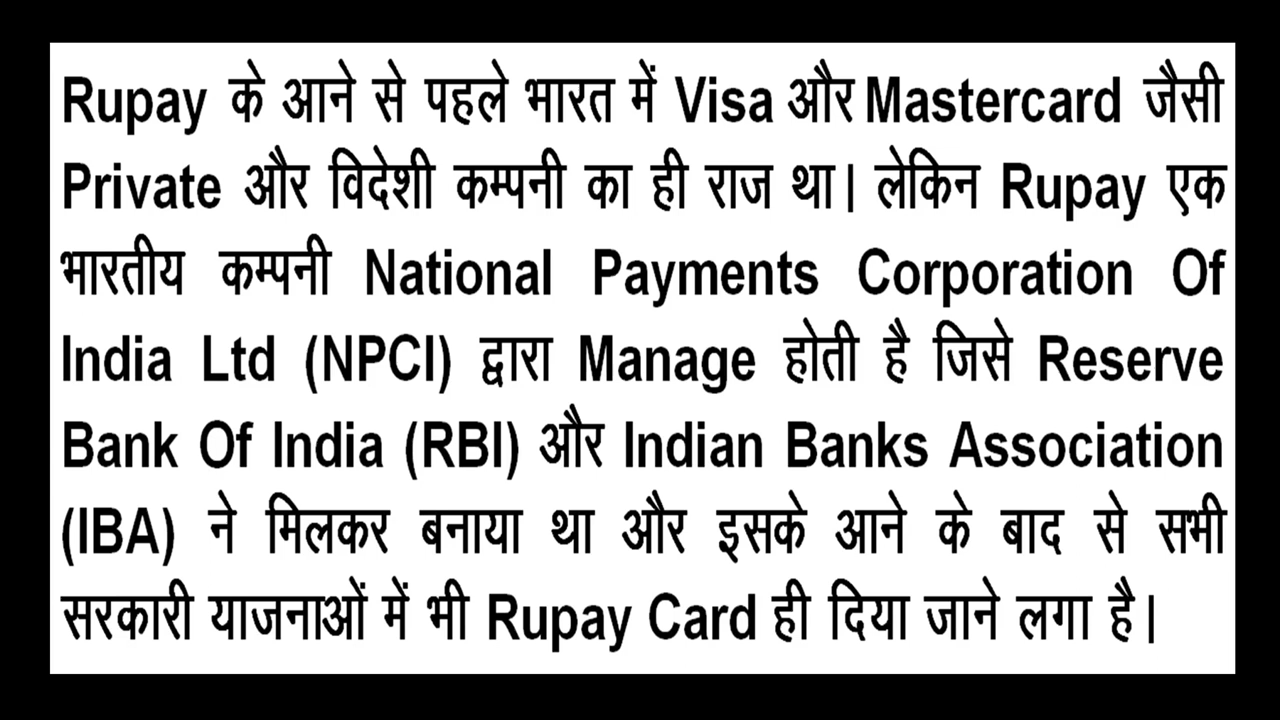 Rupay के आने से पहले भारत में Visa और Mastercard जैसी
Private और विदेशी कम्पनी का ही राज था। लेकिन Rupay एक
भारतीय कम्पनी National Payments Corporation Of
India Ltd (NPCI) द्वारा Manage होती है जिसे Reserve
Bank Of India (RBI) और Indian Banks Association
(IBA) ने मिलकर बनाया था और इसके आने के बाद से सभी
सरकारी याजनाओं में भी Rupay Card ही दिया जाने लगा है।